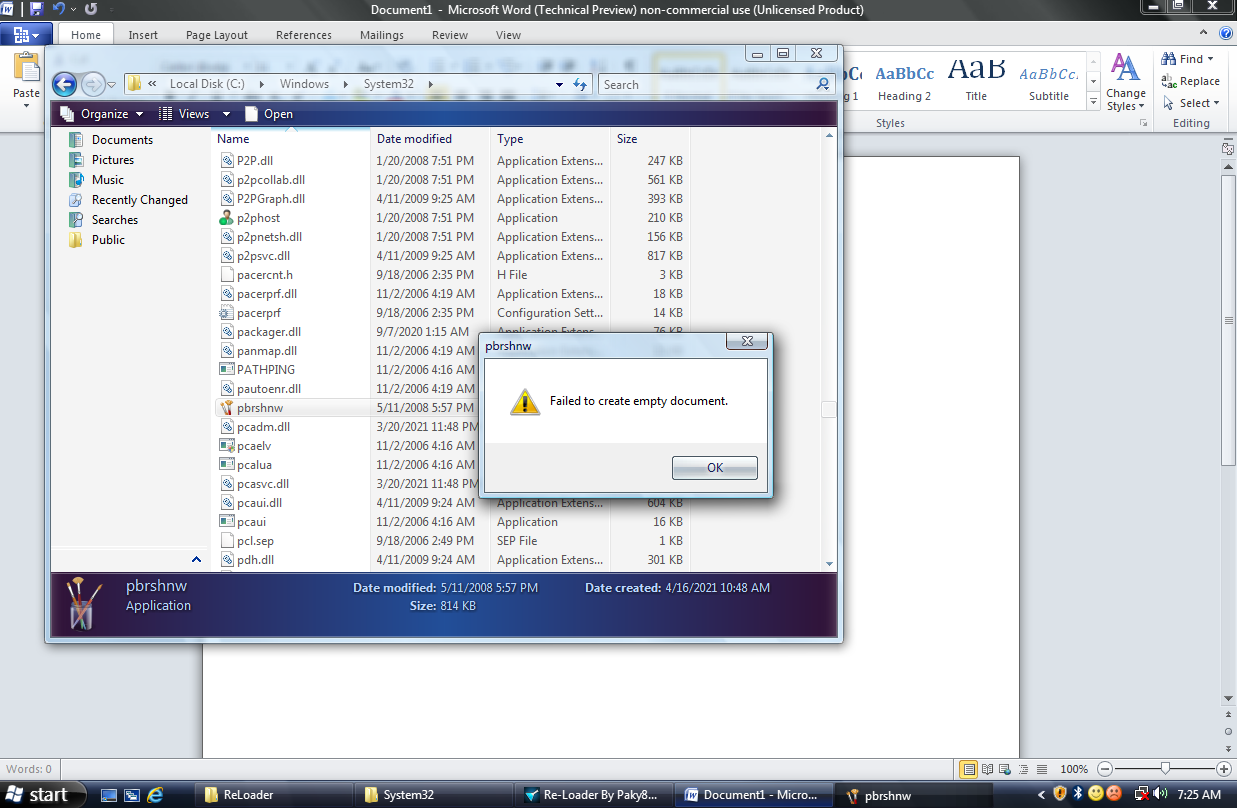 Document1 - Microsoft Word (Technical Preview) non-commercial use (Unlicensed Product)
Home Insert Page Layout References Mailings Review View
Paste
Local Disk (C:) Windows System32 Search
AaBbCc AaB AaBbCc.
Heading 2 Title Subtitle
Change Styles
Find
Replace
Select
Styles Editing
Organize Views Open
Documents
Pictures
Music
Recently Changed
Searches
Public
Name Date modified Type Size
P2P.dll 1/20/2008 7:51 PM Application Extens... 247 KB
p2pcollab.dll 1/20/2008 7:51 PM Application Extens... 561 KB
P2PGraph.dll 4/11/2009 9:25 AM Application Extens... 393 KB
p2phost 1/20/2008 7:51 PM Application 210 KB
p2pnetsh.dll 1/20/2008 7:51 PM Application Extens... 156 KB
p2psvc.dll 4/11/2009 9:25 AM Application Extens... 817 KB
pacercnt.h 9/18/2006 2:35 PM H File 3 KB
pacerprf.dll 11/2/2006 4:19 AM Application Extens... 18 KB
pacerprf 9/18/2006 2:35 PM Configuration Sett... 14 KB
packager.dll 9/7/2020 1:15 AM Application Extens... 76 KB
panmap.dll 11/2/2006 4:19 AM
PATHPING 11/2/2006 4:16 AM
pautoenr.dll 11/2/2006 4:19 AM
pbrshnw 5/11/2008 5:57 PM
pcadm.dll 3/20/2021 11:48 PM
pcaelv 11/2/2006 4:16 AM
pcalua 11/2/2006 4:16 AM
pcasvc.dll 3/20/2021 11:48 PM
pcaui.dll 4/11/2009 9:24 AM Application Extens... 604 KB
pcaui 11/2/2006 4:16 AM Application 16 KB
pcl.sep 9/18/2006 2:49 PM SEP File 1 KB
pdh.dll 4/11/2009 9:24 AM Application Extens... 301 KB
pbrshnw
Failed to create empty document.
OK
pbrshnw Date modified: 5/11/2008 5:57 PM Date created: 4/16/2021 10:48 AM
Application Size: 814 KB
Words: 0 100%
start ReLoader System32 Re-Loader By Paky8... Document1 - Micro... pbrshnw 7:25 AM